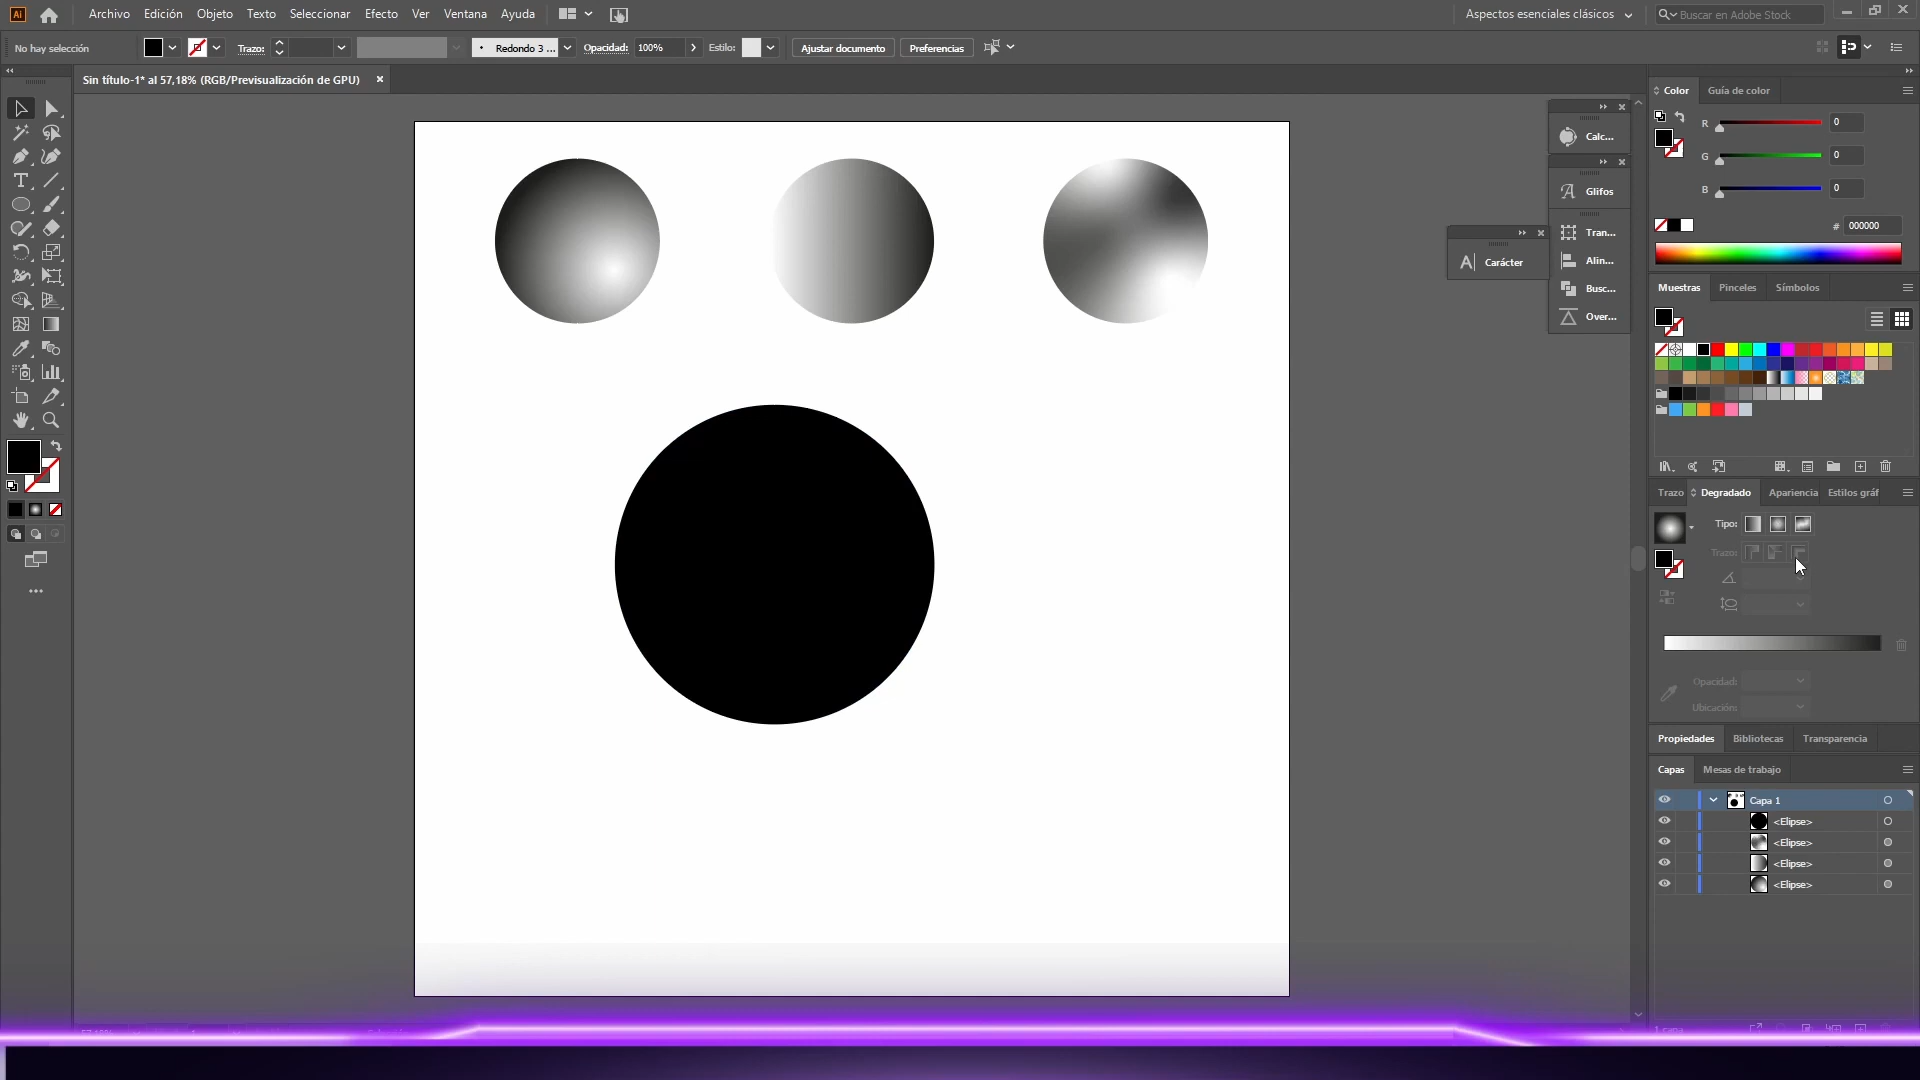 Ai
Archivo Edición Objeto Texto Seleccionar Efecto Ver Ventana Ayuda
Aspectos esenciales clásicos
Buscar en Adobe Stock
No hay selección
Trazo:
Redondo 3 ...
Opacidad: 100%
Estilo:
Ajustar documento
Preferencias
Sin título-1* al 57,18% (RGB/Previsualización de GPU)
Calc...
Glifos
Tran...
Alin...
Busc...
Over...
Carácter
Color Guía de color
R 0
G 0
B 0
# 000000
Muestras Pinceles Símbolos
Trazo Degradado Apariencia Estilos gráf
Tipo:
Trazo:
Opacidad:
Ubicación:
Propiedades Bibliotecas Transparencia
Capas Mesas de trabajo
Capa 1
<Elipse>
<Elipse>
<Elipse>
<Elipse>
1 capa